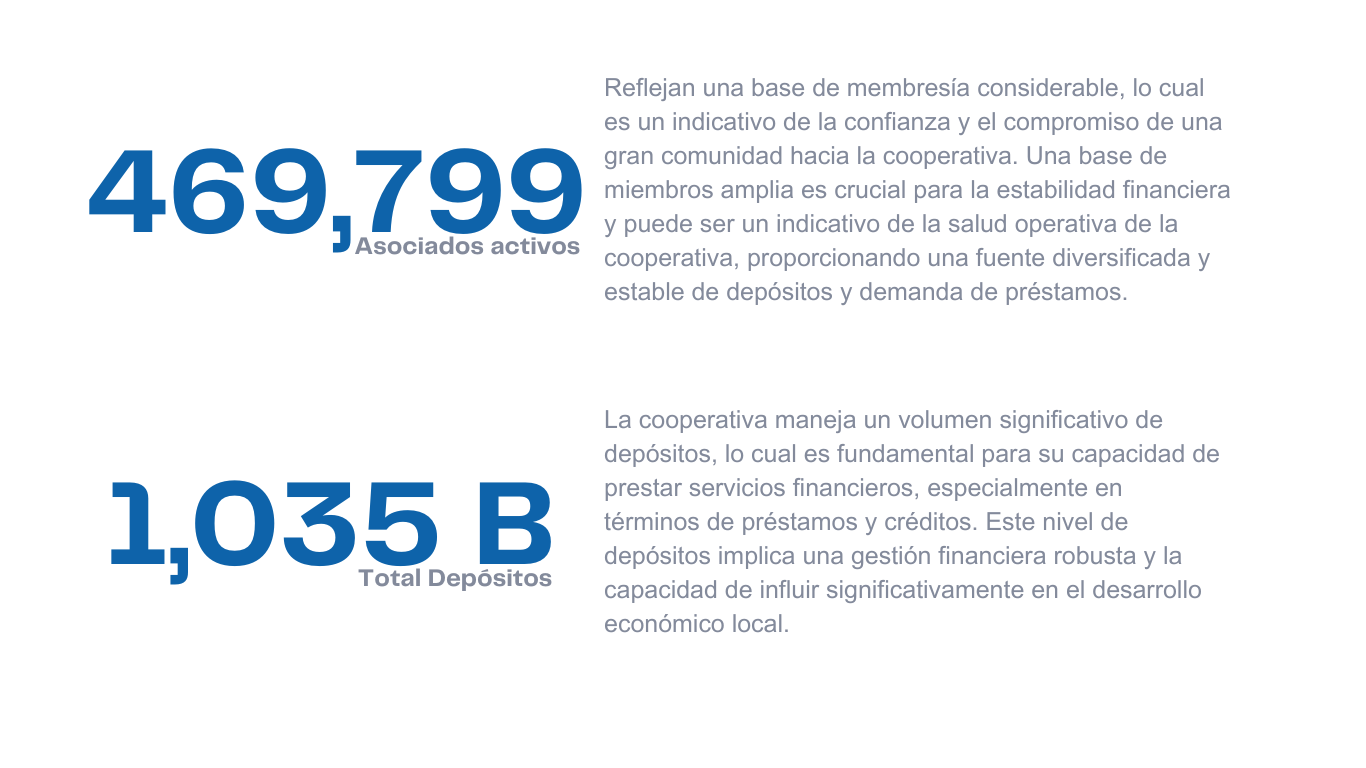 469,799
Asociados activos
Reflejan una base de membresía considerable, lo cual
es un indicativo de la confianza y el compromiso de una
gran comunidad hacia la cooperativa. Una base de
miembros amplia es crucial para la estabilidad financiera
y puede ser un indicativo de la salud operativa de la
cooperativa, proporcionando una fuente diversificada y
estable de depósitos y demanda de préstamos.
1,035 B
Total Depósitos
La cooperativa maneja un volumen significativo de
depósitos, lo cual es fundamental para su capacidad de
prestar servicios financieros, especialmente en
términos de préstamos y créditos. Este nivel de
depósitos implica una gestión financiera robusta y la
capacidad de influir significativamente en el desarrollo
económico local.